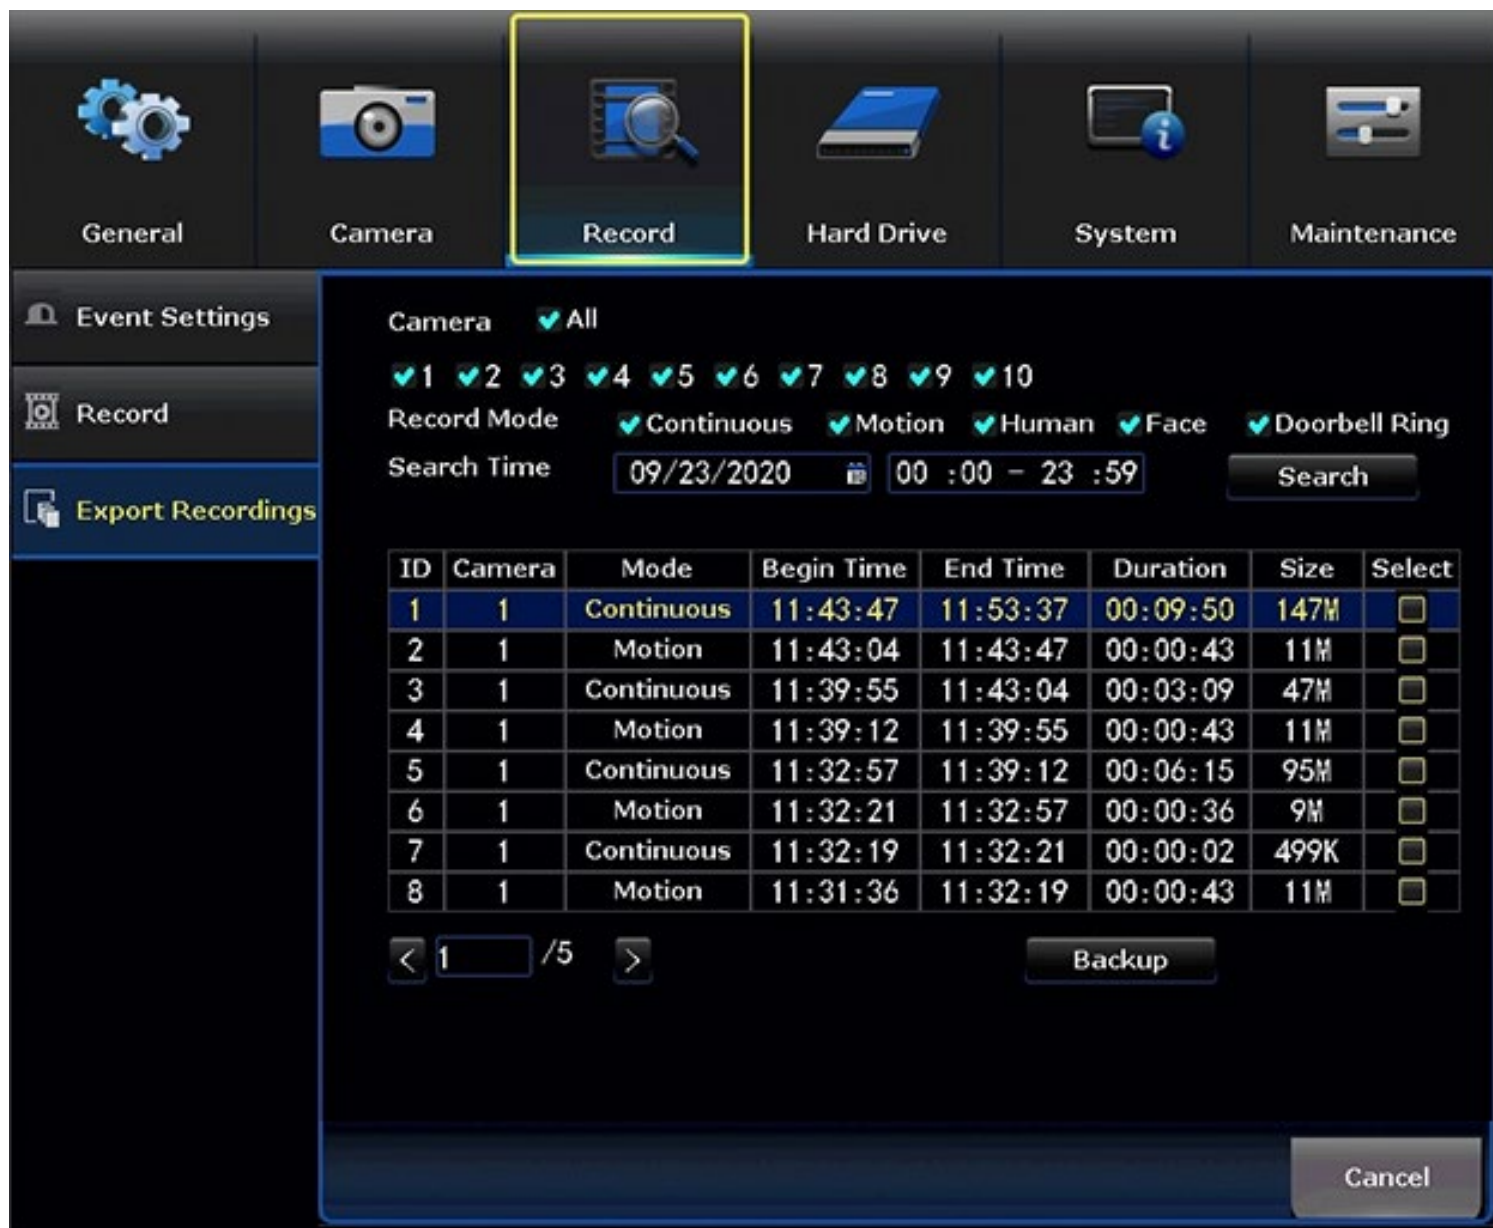 General Camera Record Hard Drive System Maintenance
Event Settings
Record
Export Recordings
Camera All
1 2 3 4 5 6 7 8 9 10
Record Mode Continuous Motion Human Face Doorbell Ring
Search Time 09/23/2020 00 :00 - 23 :59 Search
ID Camera Mode Begin Time End Time Duration Size Select
1 1 Continuous 11:43:47 11:53:37 00:09:50 147M
2 1 Motion 11:43:04 11:43:47 00:00:43 11M
3 1 Continuous 11:39:55 11:43:04 00:03:09 47M
4 1 Motion 11:39:12 11:39:55 00:00:43 11M
5 1 Continuous 11:32:57 11:39:12 00:06:15 95M
6 1 Motion 11:32:21 11:32:57 00:00:36 9M
7 1 Continuous 11:32:19 11:32:21 00:00:02 499K
8 1 Motion 11:31:36 11:32:19 00:00:43 11M
< 1 /5 > Backup
Cancel